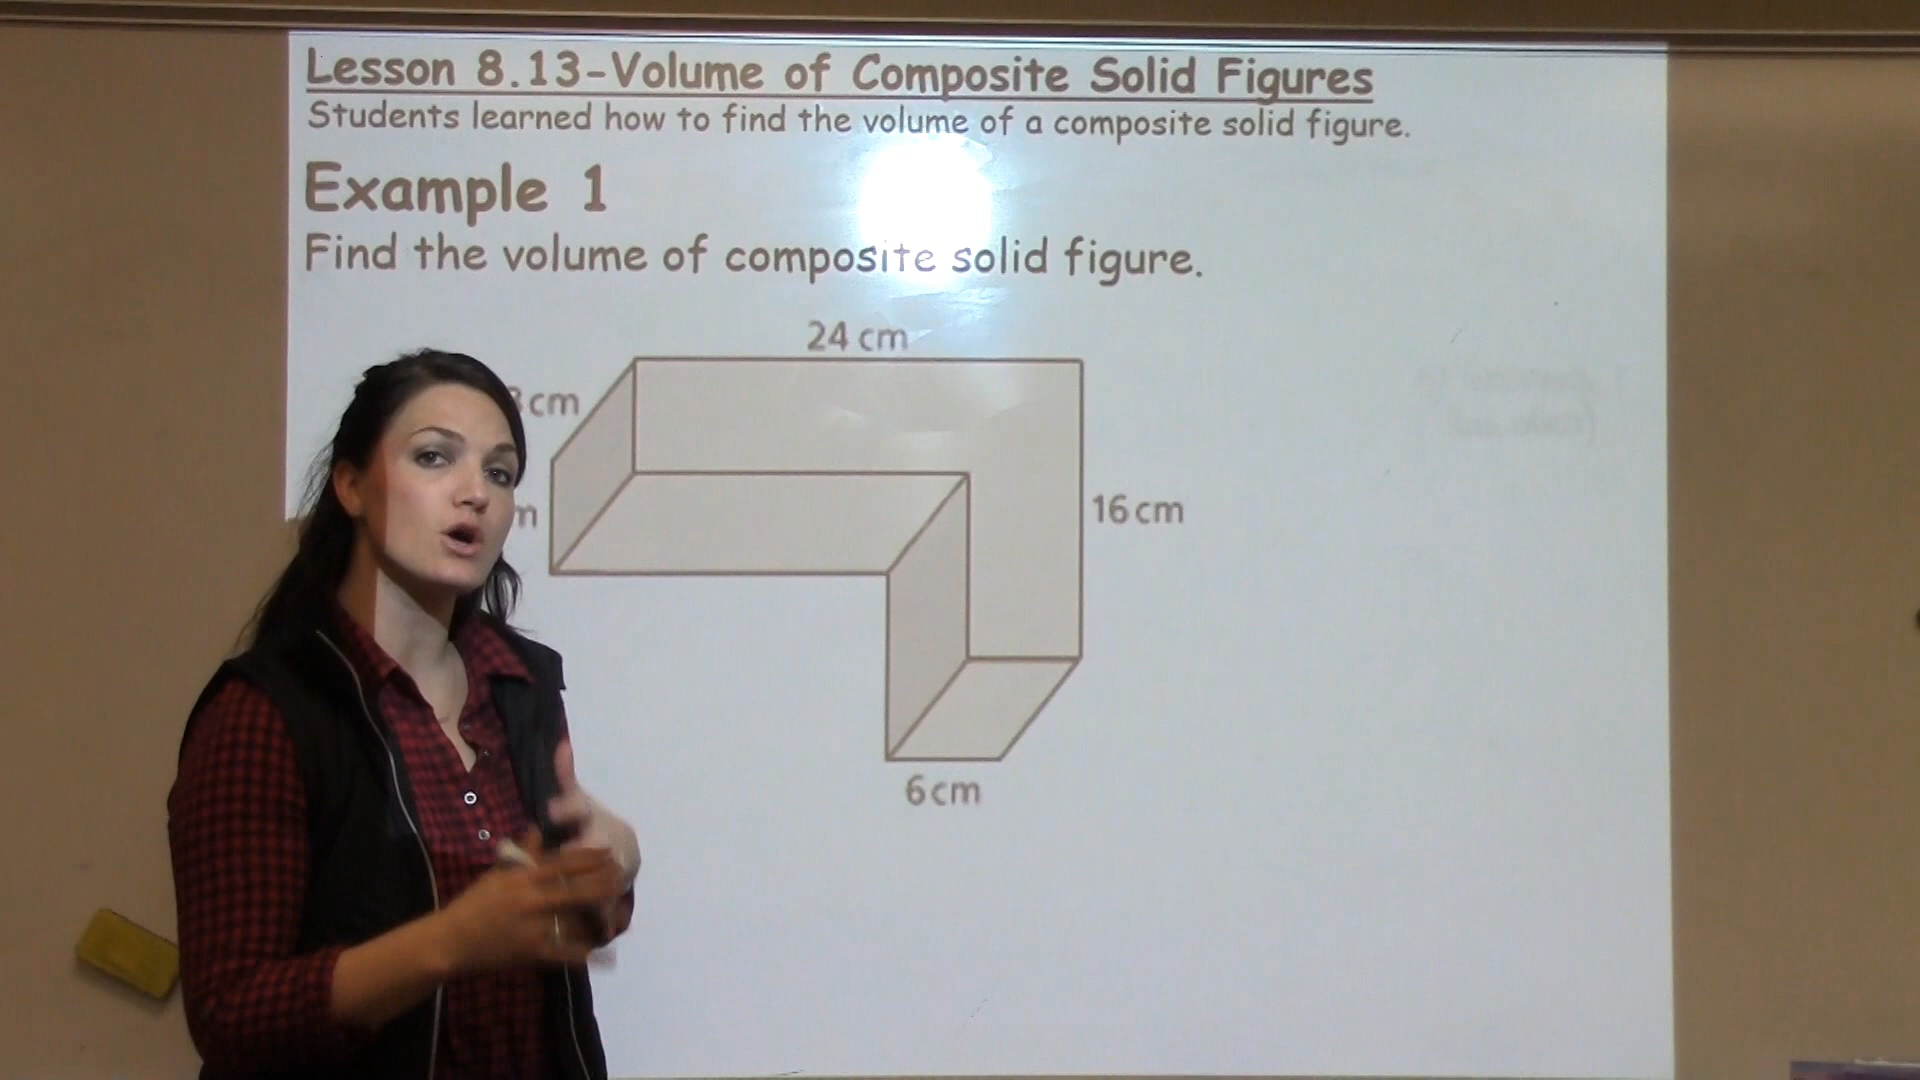 Lesson 8.13-Volume of Composite Solid Figures
Students learned how to find the volume of a composite solid figure.
Example 1
Find the volume of composite solid figure.
24 cm
cm
16 cm
6 cm